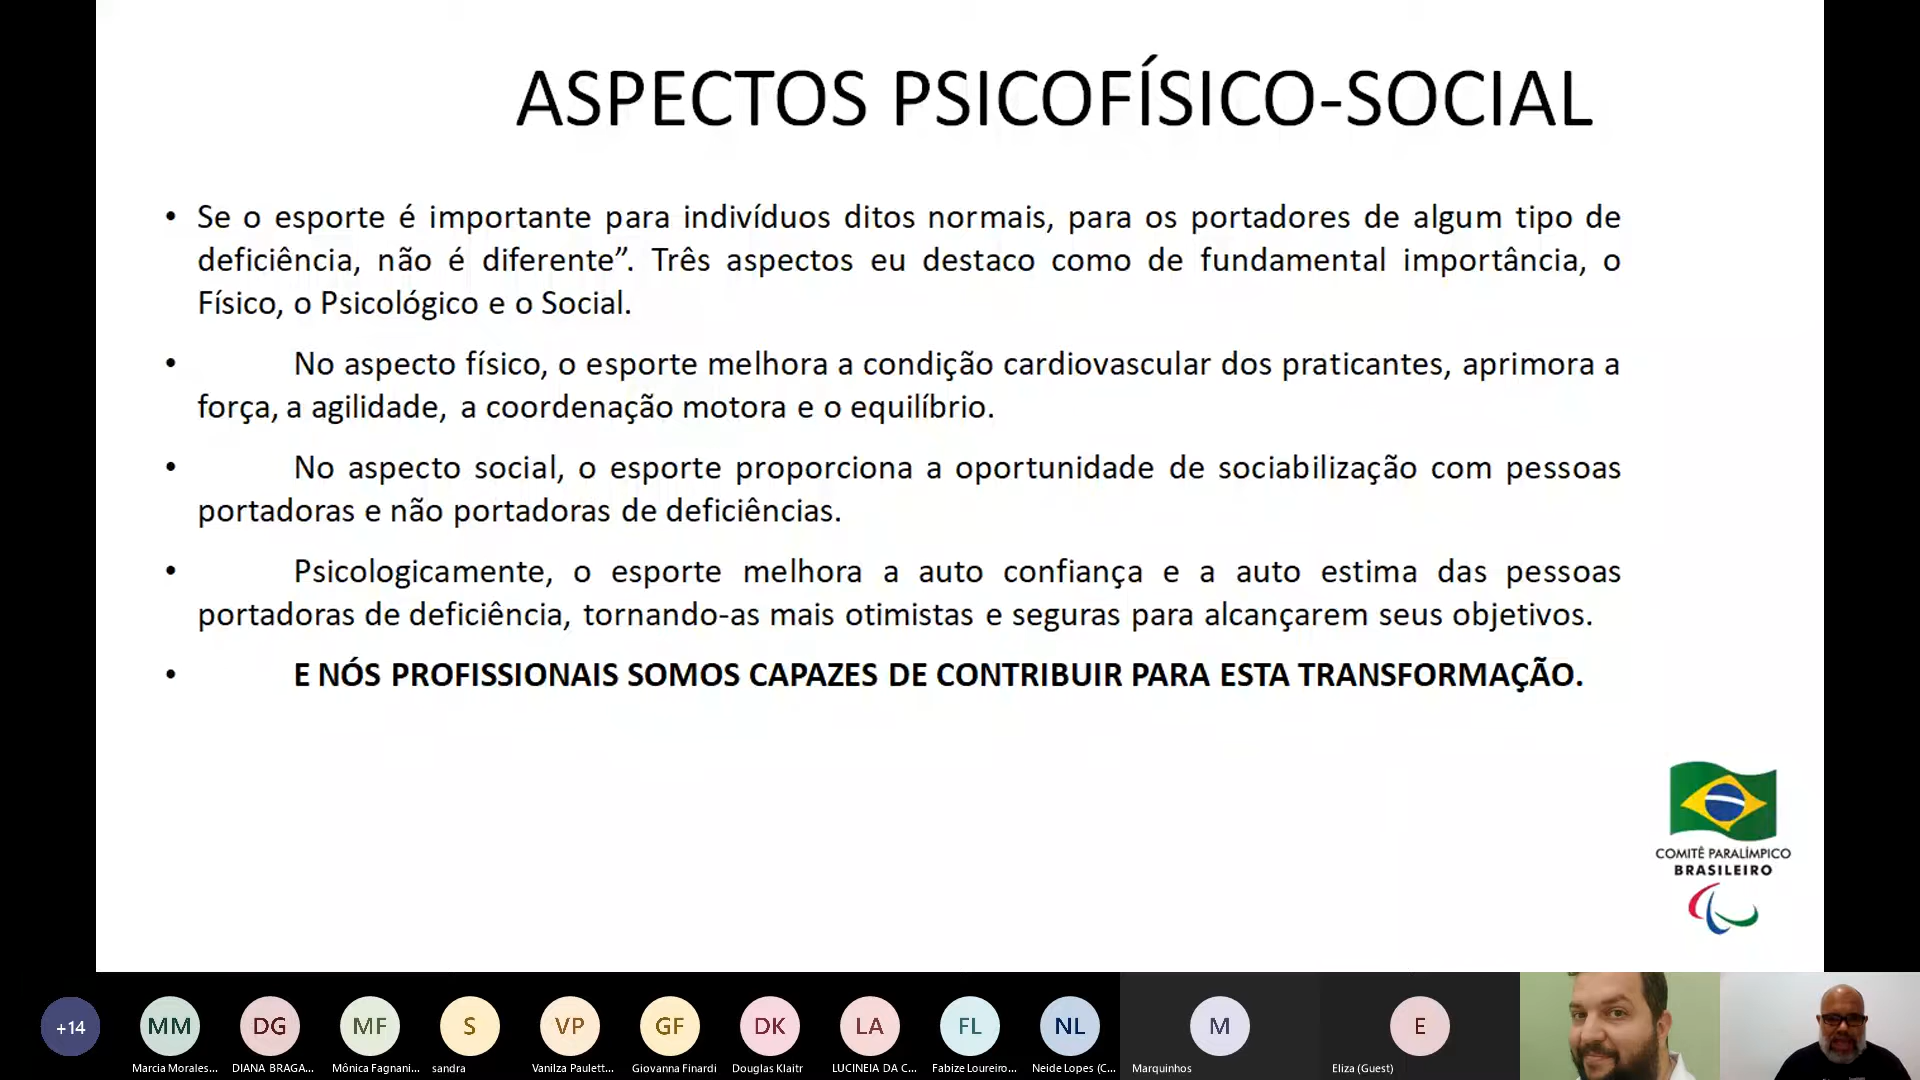 ASPECTOS PSICOFÍSICO-SOCIAL
• Se o esporte é importante para indivíduos ditos normais, para os portadores de algum tipo de
deficiência, não é diferente”. Três aspectos eu destaco como de fundamental importância, o
Físico, o Psicológico e o Social.
• No aspecto físico, o esporte melhora a condição cardiovascular dos praticantes, aprimora a
força, a agilidade, a coordenação motora e o equilíbrio.
• No aspecto social, o esporte proporciona a oportunidade de sociabilização com pessoas
portadoras e não portadoras de deficiências.
• Psicologicamente, o esporte melhora a auto confiança e a auto estima das pessoas
portadoras de deficiência, tornando-as mais otimistas e seguras para alcançarem seus objetivos.
• E NÓS PROFISSIONAIS SOMOS CAPAZES DE CONTRIBUIR PARA ESTA TRANSFORMAÇÃO.
COMITÊ PARALÍMPICO
BRASILEIRO
+14 MM DG MF S VP GF DK LA FL NL M E
Marcia Morales... DIANA BRAGA... Mônica Fagnani... sandra Vanilza Paulett... Giovanna Finardi Douglas Klaitr LUCINEIA DA C... Fabize Loureiro... Neide Lopes (C... Marquinhos Eliza (Guest)